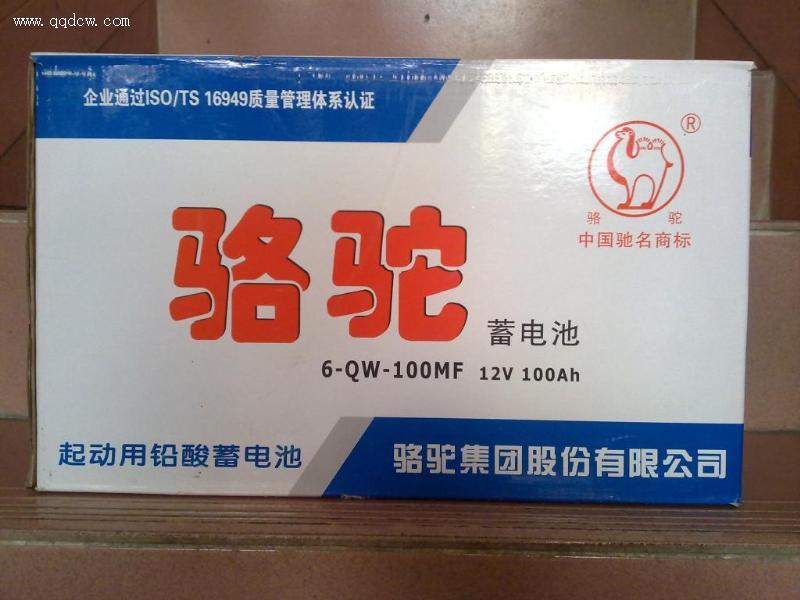 www.qqdcw.com
企业通过ISO/TS 16949质量管理体系认证
®
骆 驼
中国驰名商标
骆驼 蓄电池
6-QW-100MF 12V 100Ah
起动用铅酸蓄电池
骆驼集团股份有限公司